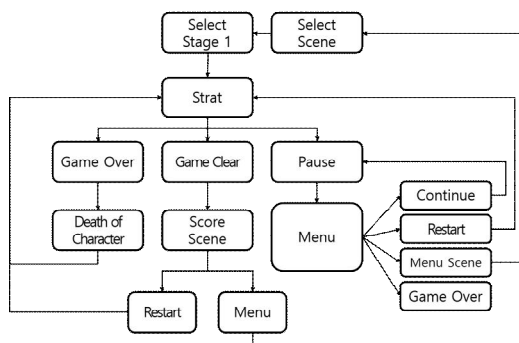 Select
Stage 1
Select
Scene
Strat
Game Over
Game Clear
Pause
Death of
Character
Score
Scene
Menu
Continue
Restart
Menu Scene
Game Over
Restart
Menu